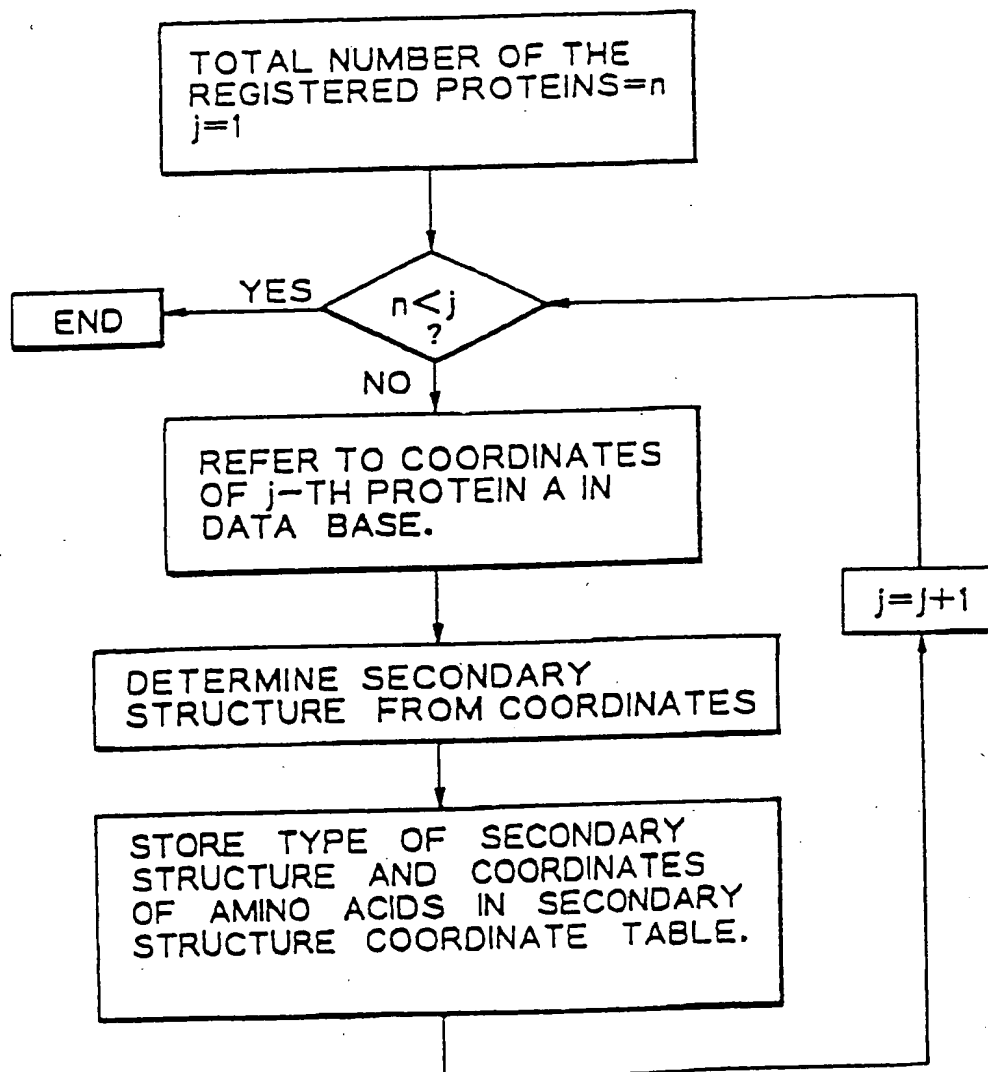 TOTAL NUMBER OF THE
REGISTERED PROTEINS=n
j=1
YES
n<j
?
END
NO
REFER TO COORDINATES
OF j-TH PROTEIN A IN
DATA BASE.
j=J+1
DETERMINE SECONDARY
STRUCTURE FROM COORDINATES
STORE TYPE OF SECONDARY
STRUCTURE AND COORDINATES
OF AMINO ACIDS IN SECONDARY
STRUCTURE COORDINATE TABLE.